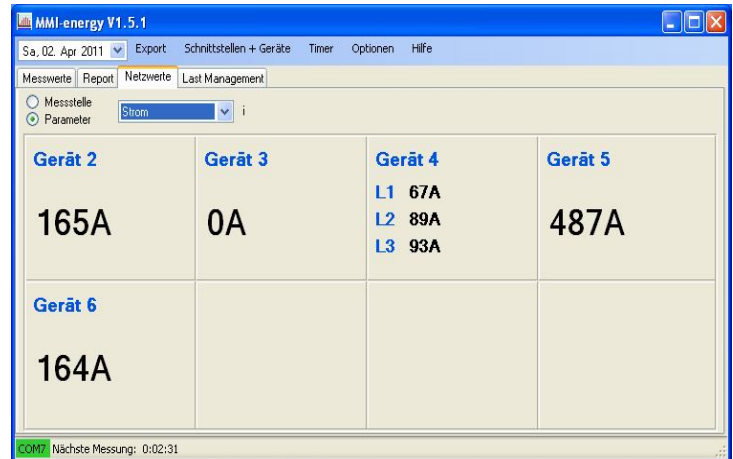 MMI-energy V1.5.1
Sa, 02. Apr 2011 Export Schnittstellen + Geräte Timer Optionen Hilfe
Messwerte Report Netzwerte Last Management
Messstelle
Parameter Strom i
Gerät 2 Gerät 3 Gerät 4 Gerät 5
L1 67A
165A 0A L2 89A 487A
L3 93A
Gerät 6
164A
COM7 Nächste Messung: 0:02:31